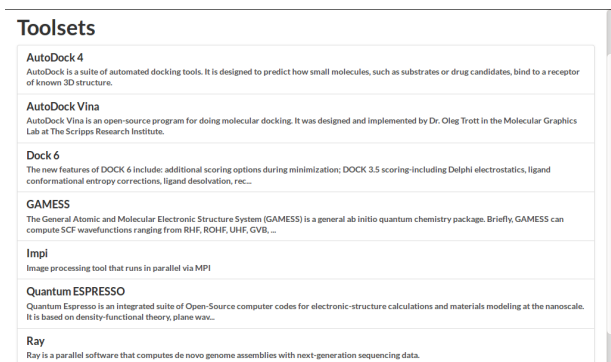 Toolsets
AutoDock 4
AutoDock is a suite of automated docking tools. It is designed to predict how small molecules, such as substrates or drug candidates, bind to a receptor
of known 3D structure.
AutoDock Vina
AutoDock Vina is an open-source program for doing molecular docking. It was designed and implemented by Dr. Oleg Trott in the Molecular Graphics
Lab at The Scripps Research Institute.
Dock 6
The new features of DOCK 6 include: additional scoring options during minimization; DOCK 3.5 scoring-including Delphi electrostatics, ligand
conformational entropy corrections, ligand desolvation, rec...
GAMESS
The General Atomic and Molecular Electronic Structure System (GAMESS) is a general ab initio quantum chemistry package. Briefly, GAMESS can
compute SCF wavefunctions ranging from RHF, ROHF, UHF, GVB, ...
Impi
Image processing tool that runs in parallel via MPI
Quantum ESPRESSO
Quantum Espresso is an integrated suite of Open-Source computer codes for electronic-structure calculations and materials modeling at the nanoscale.
It is based on density-functional theory, plane wav...
Ray
Ray is a parallel software that computes de novo genome assemblies with next-generation sequencing data.